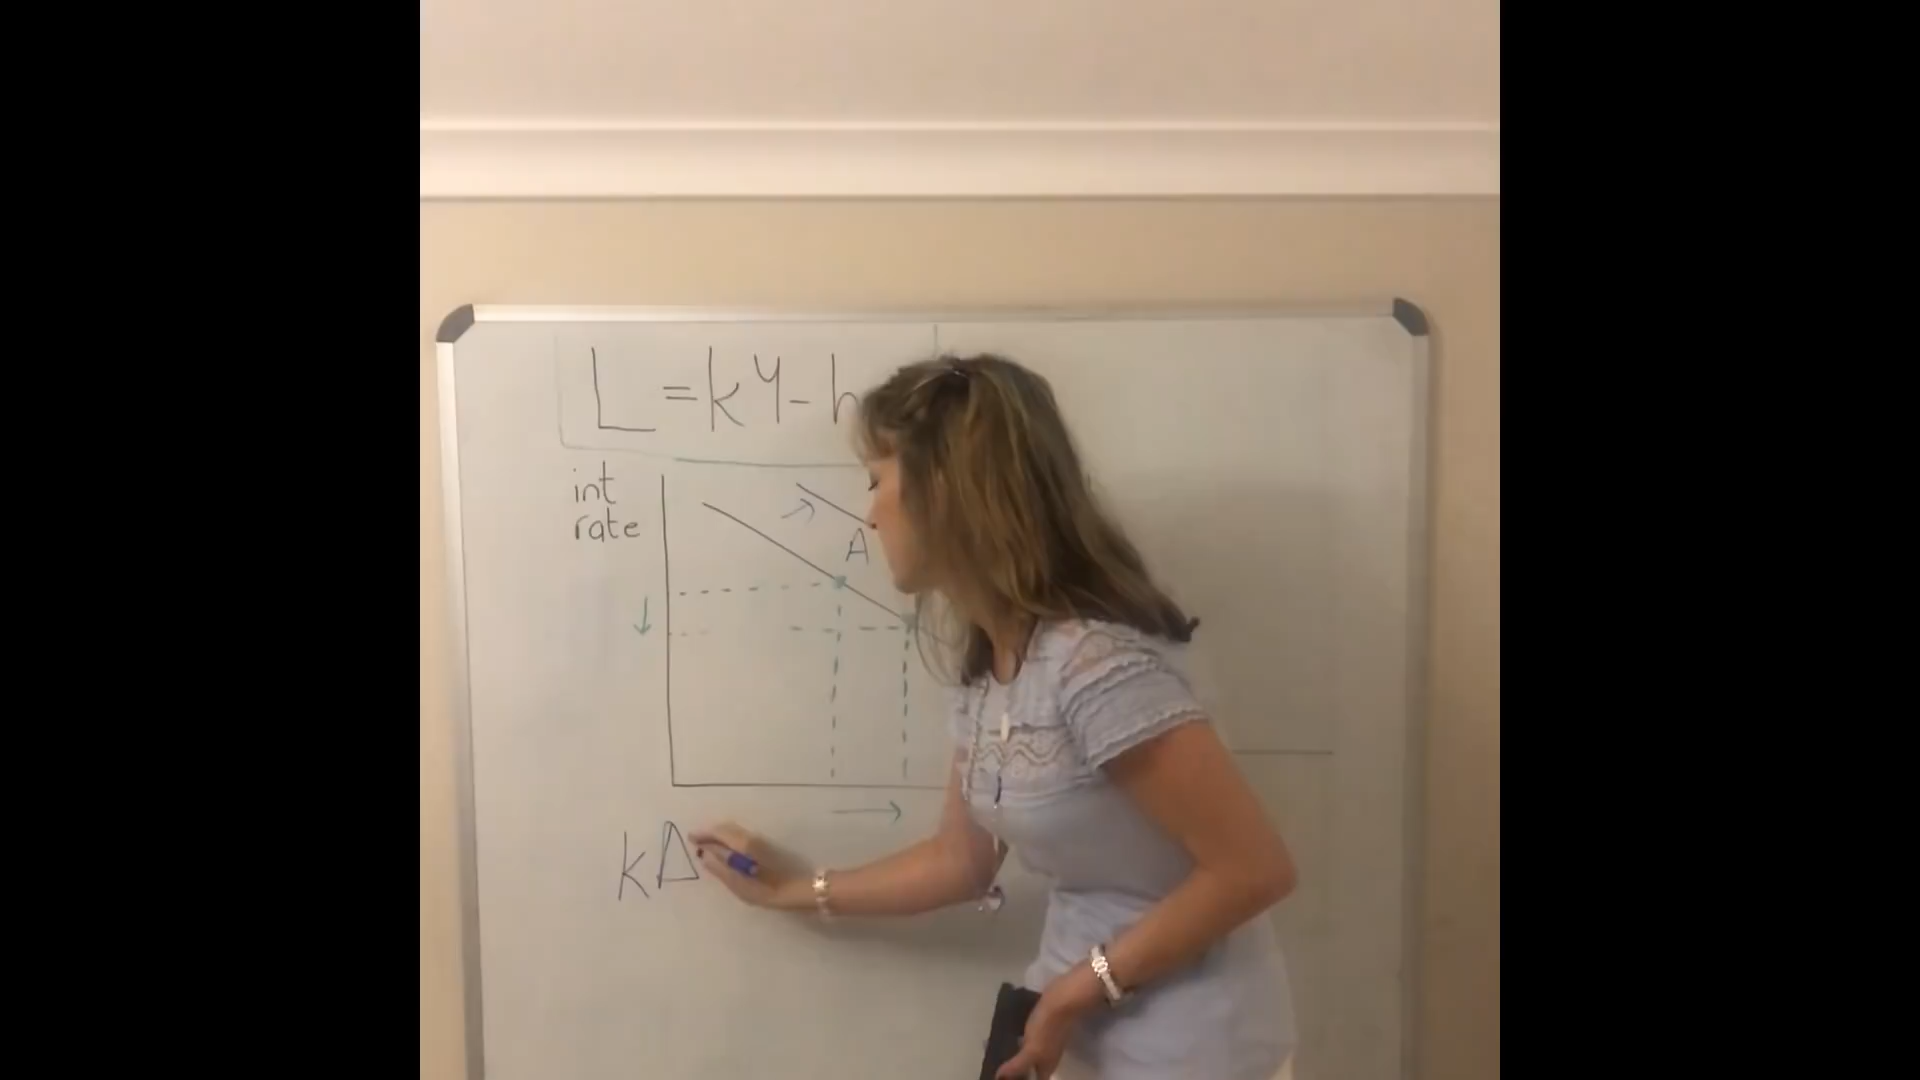 L = kY - h
int
rate
A
kΔ